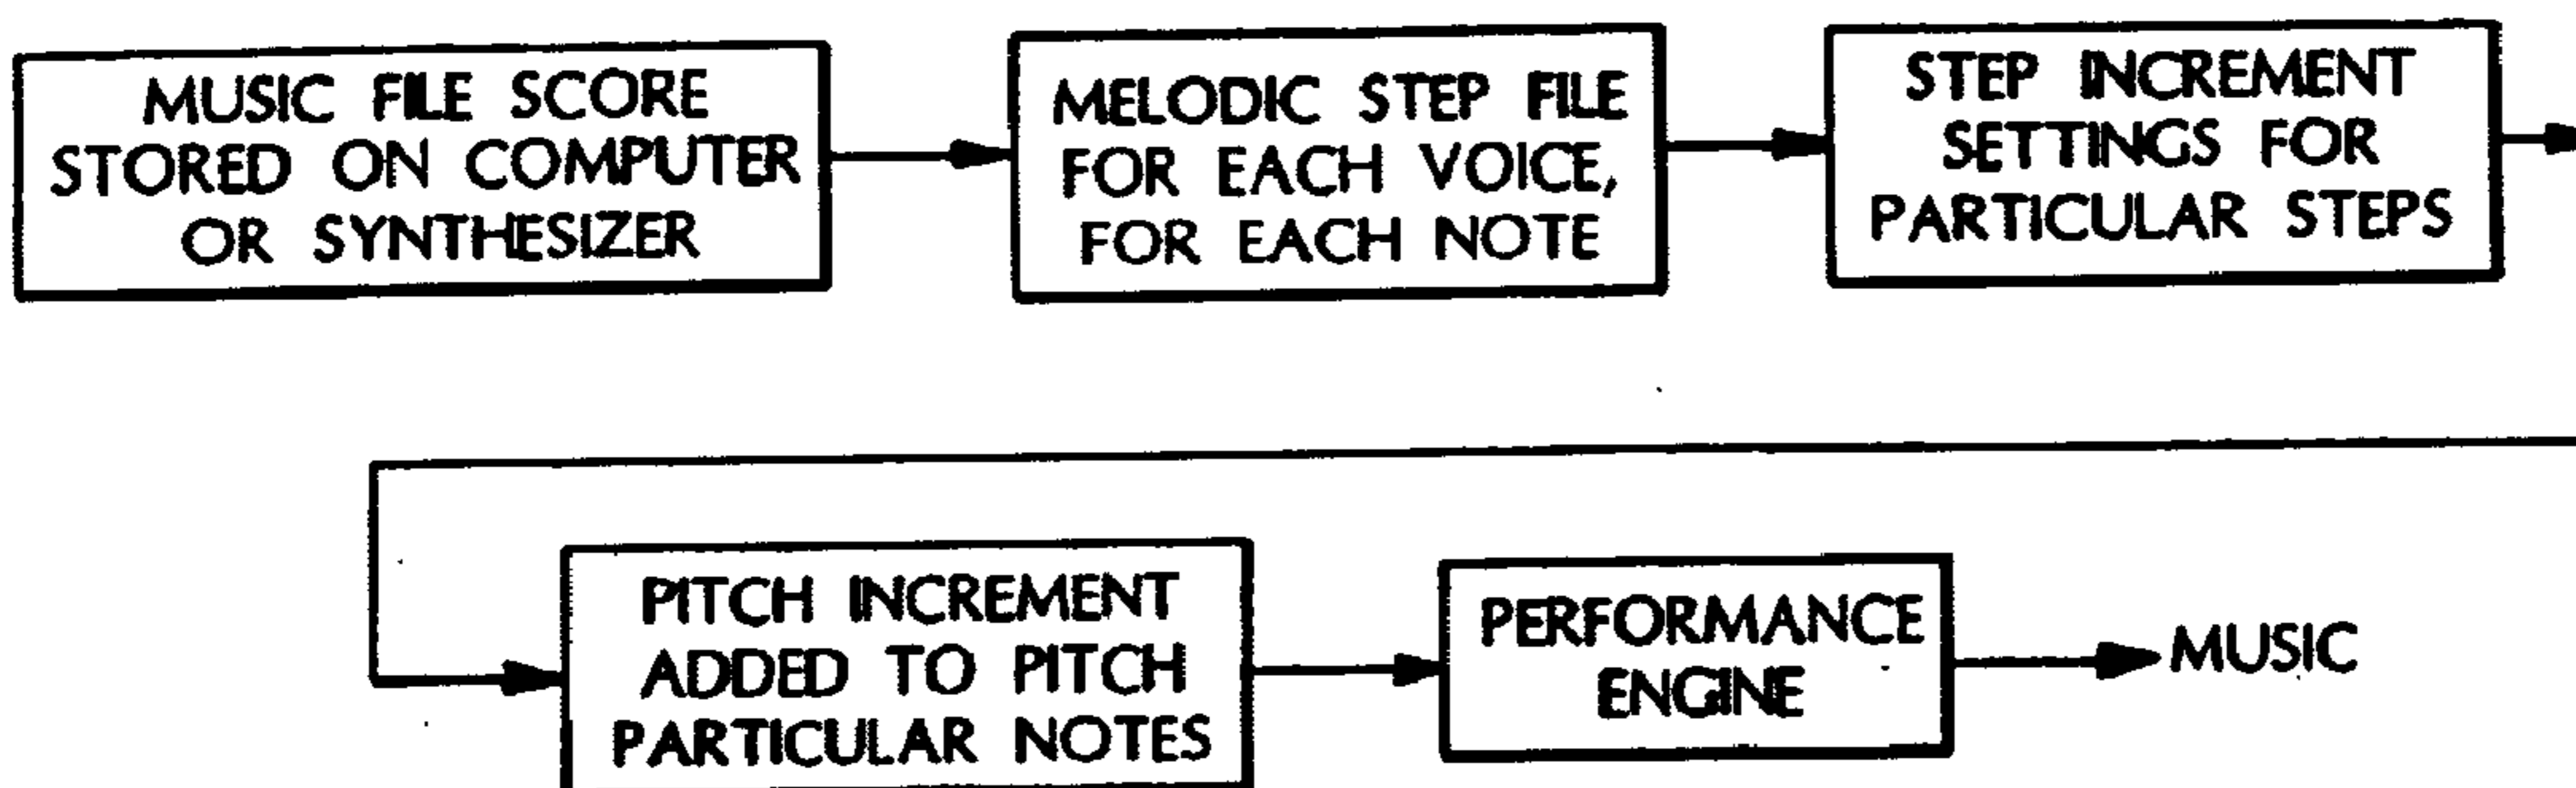 MUSIC FILE SCORE
STORED ON COMPUTER
OR SYNTHESIZER
MELODIC STEP FILE
FOR EACH VOICE,
FOR EACH NOTE
STEP INCREMENT
SETTINGS FOR
PARTICULAR STEPS
PITCH INCREMENT
ADDED TO PITCH
PARTICULAR NOTES
PERFORMANCE
ENGINE
MUSIC